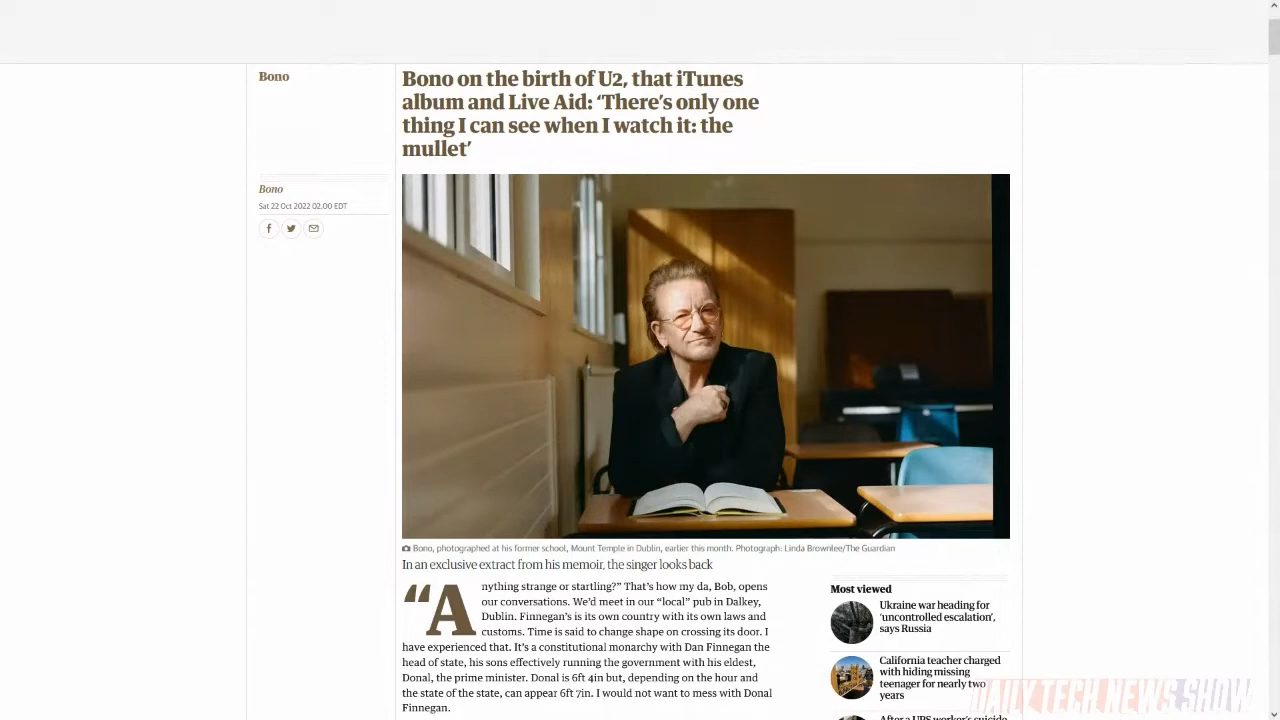 Bono
Bono on the birth of U2, that iTunes
album and Live Aid: ‘There’s only one
thing I can see when I watch it: the
mullet’
Bono
Sat 22 Oct 2022 02.00 EDT
Bono, photographed at his former school, Mount Temple in Dublin, earlier this month. Photograph: Linda Brownlee/The Guardian
In an exclusive extract from his memoir, the singer looks back
“Anything strange or startling?” That’s how my da, Bob, opens
our conversations. We’d meet in our “local” pub in Dalkey,
Dublin. Finnegan’s is its own country with its own laws and
customs. Time is said to change shape on crossing its door. I
have experienced that. It’s a constitutional monarchy with Dan Finnegan the
head of state, his sons effectively running the government with his eldest,
Donal, the prime minister. Donal is 6ft 4in but, depending on the hour and
the state of the state, can appear 6ft 7in. I would not want to mess with Donal
Finnegan.
Most viewed
Ukraine war heading for
‘uncontrolled escalation’,
says Russia
California teacher charged
with hiding missing
teenager for nearly two
years
After a UPS worker’s suicide
DAILY TECH NEWS SHOW